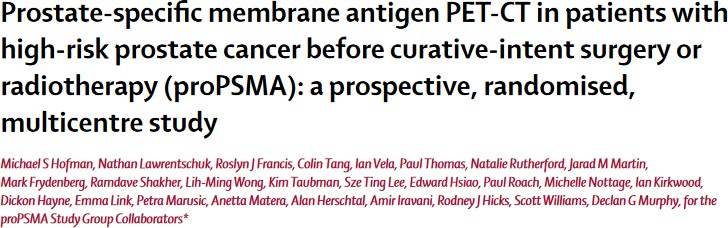 Prostate-specific membrane antigen PET-CT in patients with
high-risk prostate cancer before curative-intent surgery or
radiotherapy (proPSMA): a prospective, randomised,
multicentre study
Michael S Hofman, Nathan Lawrentschuk, Roslyn J Francis, Colin Tang, Ian Vela, Paul Thomas, Natalie Rutherford, Jarad M Martin,
Mark Frydenberg, Ramdave Shakher, Lih-Ming Wong, Kim Taubman, Sze Ting Lee, Edward Hsiao, Paul Roach, Michelle Nottage, Ian Kirkwood,
Dickon Hayne, Emma Link, Petra Marusic, Anetta Matera, Alan Herschtal, Amir Iravani, Rodney J Hicks, Scott Williams, Declan G Murphy, for the
proPSMA Study Group Collaborators*